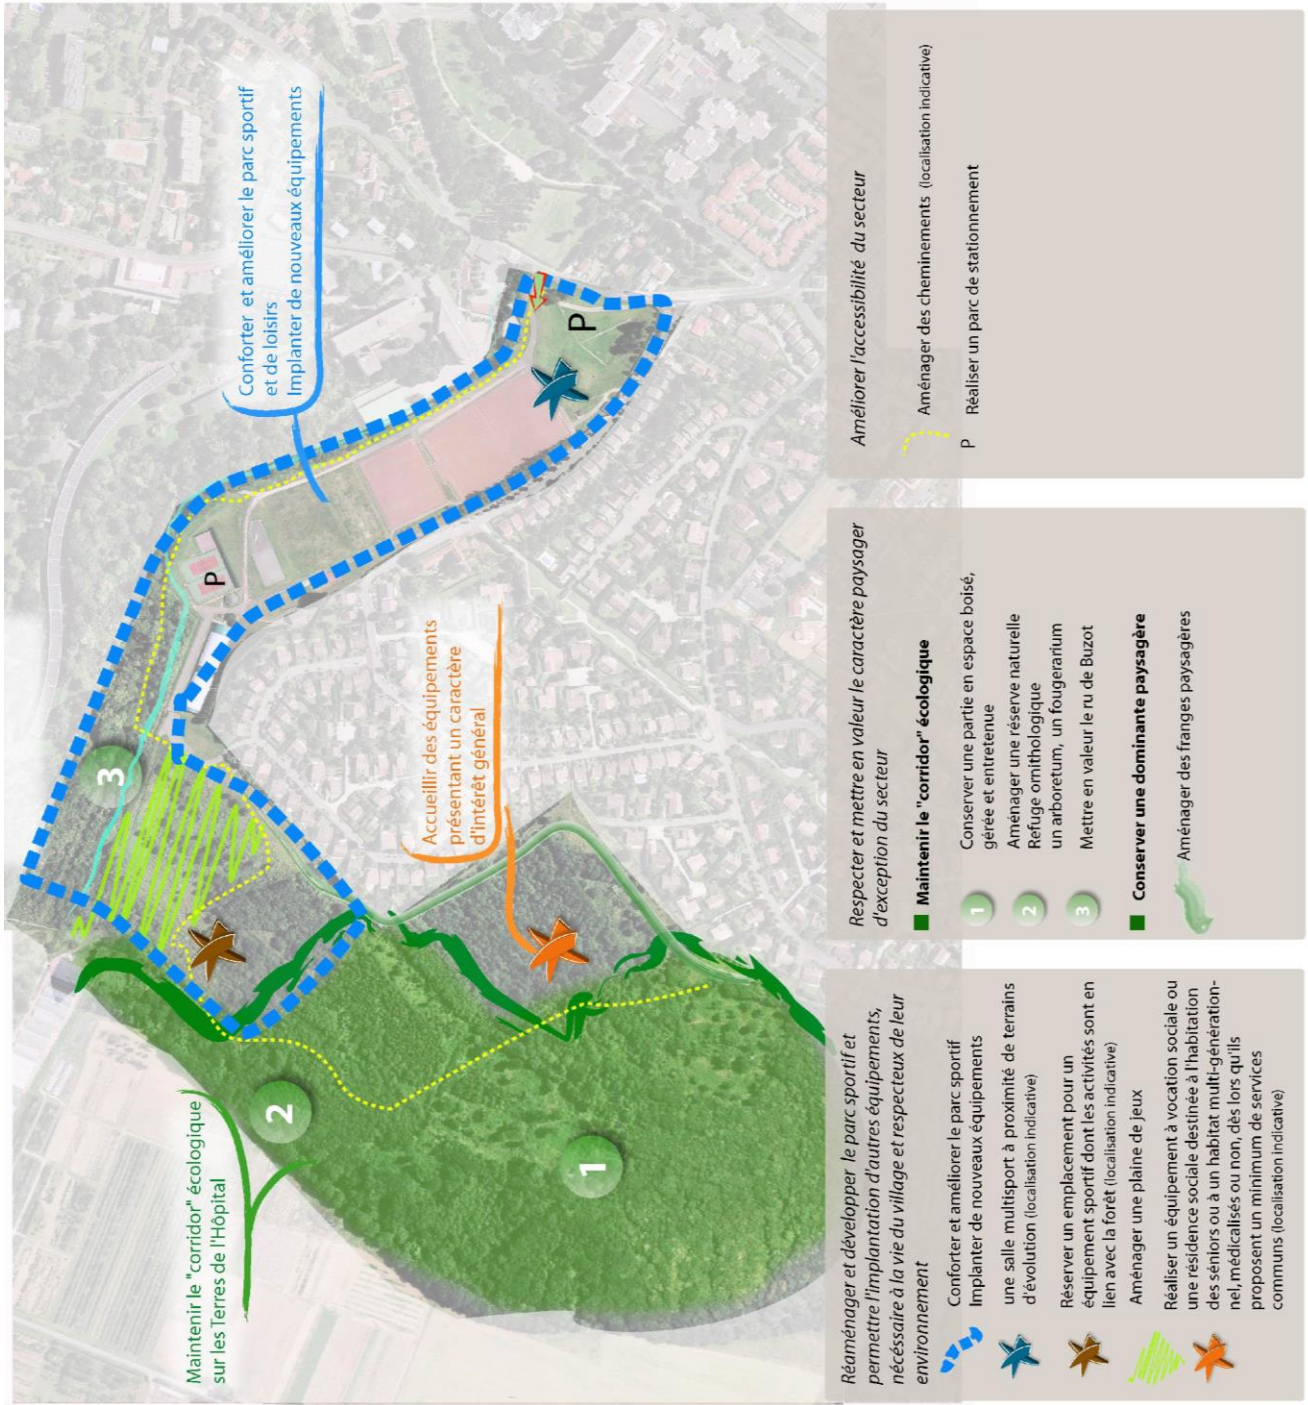 Maintenir le "corridor" écologique
sur les Terres de l'Hôpital
Accueillir des équipements
présentant un caractère
d'intérêt général
Conforter et améliorer le parc sportif
et de loisirs
Implanter de nouveaux équipements
1
2
3
P
P
Réaménager et développer le parc sportif et
permettre l'implantation d'autres équipements,
nécéssaire à la vie du village et respecteux de leur
environnement
Conforter et améliorer le parc sportif
Implanter de nouveaux équipements
une salle multisport à proximité de terrains
d'évolution (localisation indicative)
Réserver un emplacement pour un
équipement sportif dont les activités sont en
lien avec la forêt (localisation indicative)
Aménager une plaine de jeux
Réaliser un équipement à vocation sociale ou
une résidence sociale destinée à l'habitation
des séniors ou à un habitat multi-génération-
nel, médicalisés ou non, dès lors qu'ils
proposent un minimum de services
communs (localisation indicative)
Respecter et mettre en valeur le caractère paysager
d'exception du secteur
Maintenir le "corridor" écologique
1 Conserver une partie en espace boisé,
gérée et entretenue
2 Aménager une réserve naturelle
Refuge ornithologique
un arboretum, un fougerarium
3 Mettre en valeur le ru de Buzot
Conserver une dominante paysagère
Aménager des franges paysagères
Améliorer l'accessibilité du secteur
Aménager des cheminements (localisation indicative)
P Réaliser un parc de stationnement